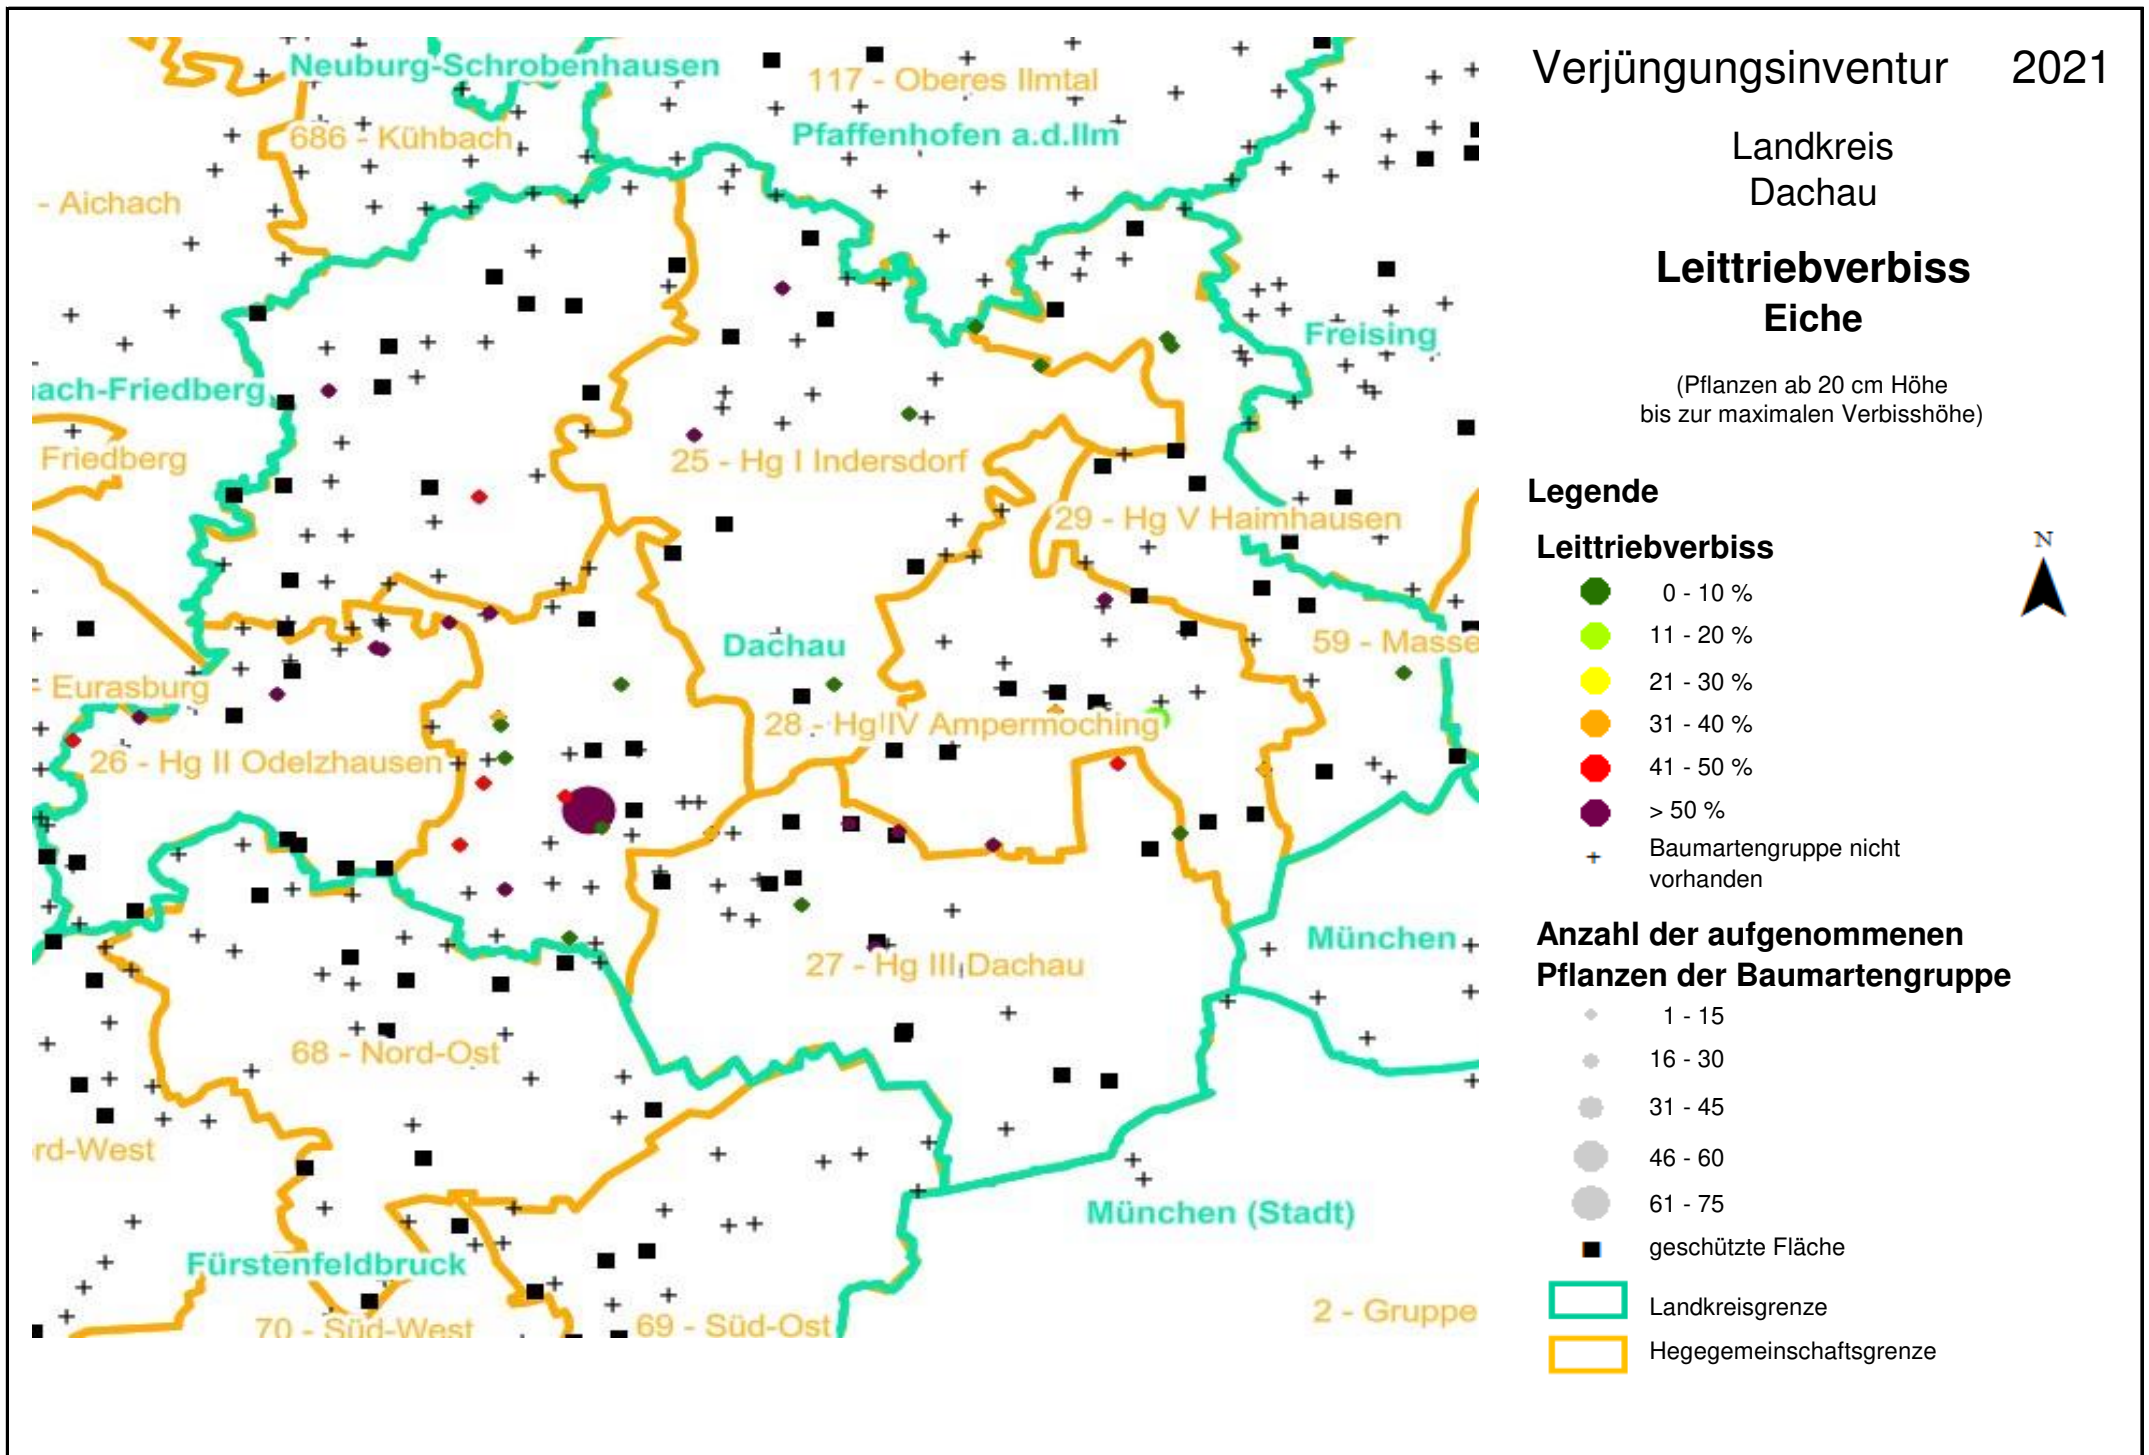 Verjüngungsinventur 2021
Landkreis
Dachau
Leittriebverbiss
Eiche
(Pflanzen ab 20 cm Höhe
bis zur maximalen Verbisshöhe)
Legende
Leittriebverbiss
0 - 10 %
11 - 20 %
21 - 30 %
31 - 40 %
41 - 50 %
> 50 %
Baumartengruppe nicht
vorhanden
Anzahl der aufgenommenen
Pflanzen der Baumartengruppe
1 - 15
16 - 30
31 - 45
46 - 60
61 - 75
geschützte Fläche
Landkreisgrenze
Hegegemeinschaftsgrenze
N
Neuburg-Schrobenhausen
117 - Oberes Ilmtal
686 - Kühbach
Pfaffenhofen a.d.Ilm
- Aichach
Freising
ach-Friedberg
Friedberg
25 - Hg I Indersdorf
29 - Hg V Haimhausen
Dachau
59 - Masse
- Eurasburg
28 - Hg IV Ampermoching
26 - Hg II Odelzhausen
München
27 - Hg III Dachau
68 - Nord-Ost
rd-West
München (Stadt)
Fürstenfeldbruck
2 - Gruppe
70 - Süd-West
69 - Süd-Ost